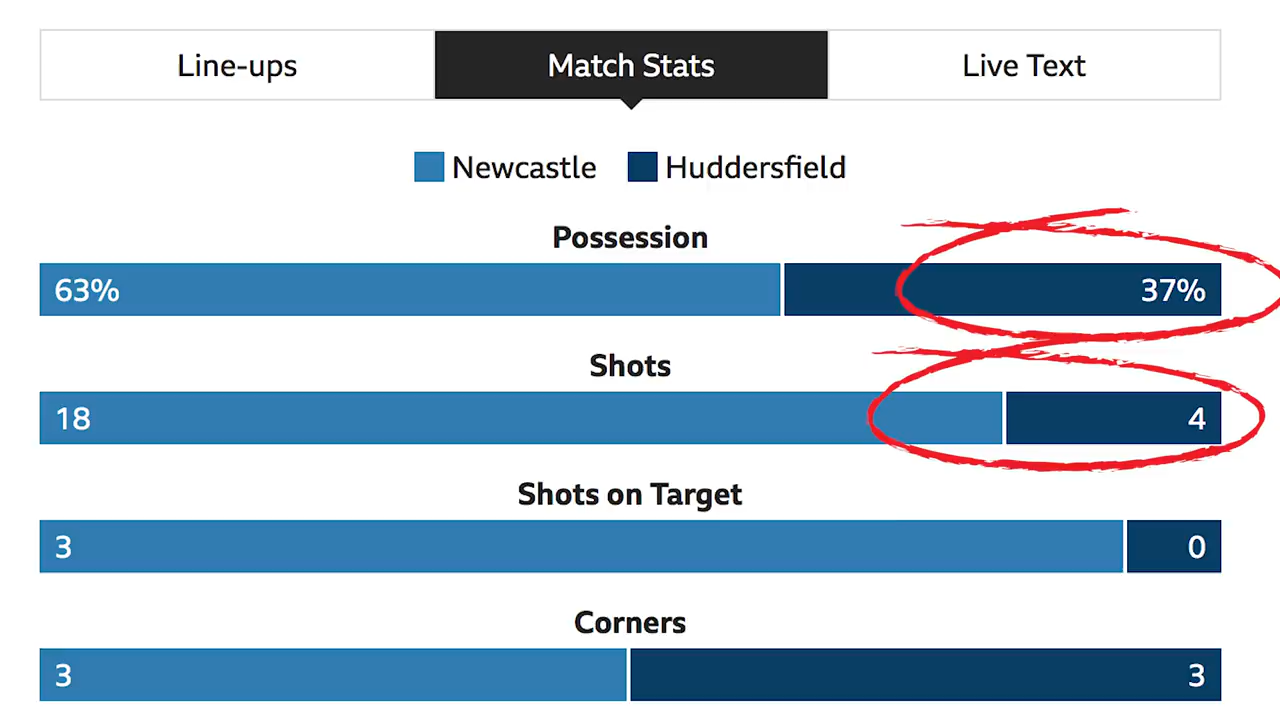 Line-ups Match Stats Live Text
Newcastle Huddersfield
Possession
63% 37%
Shots
18 4
Shots on Target
3 0
Corners
3 3